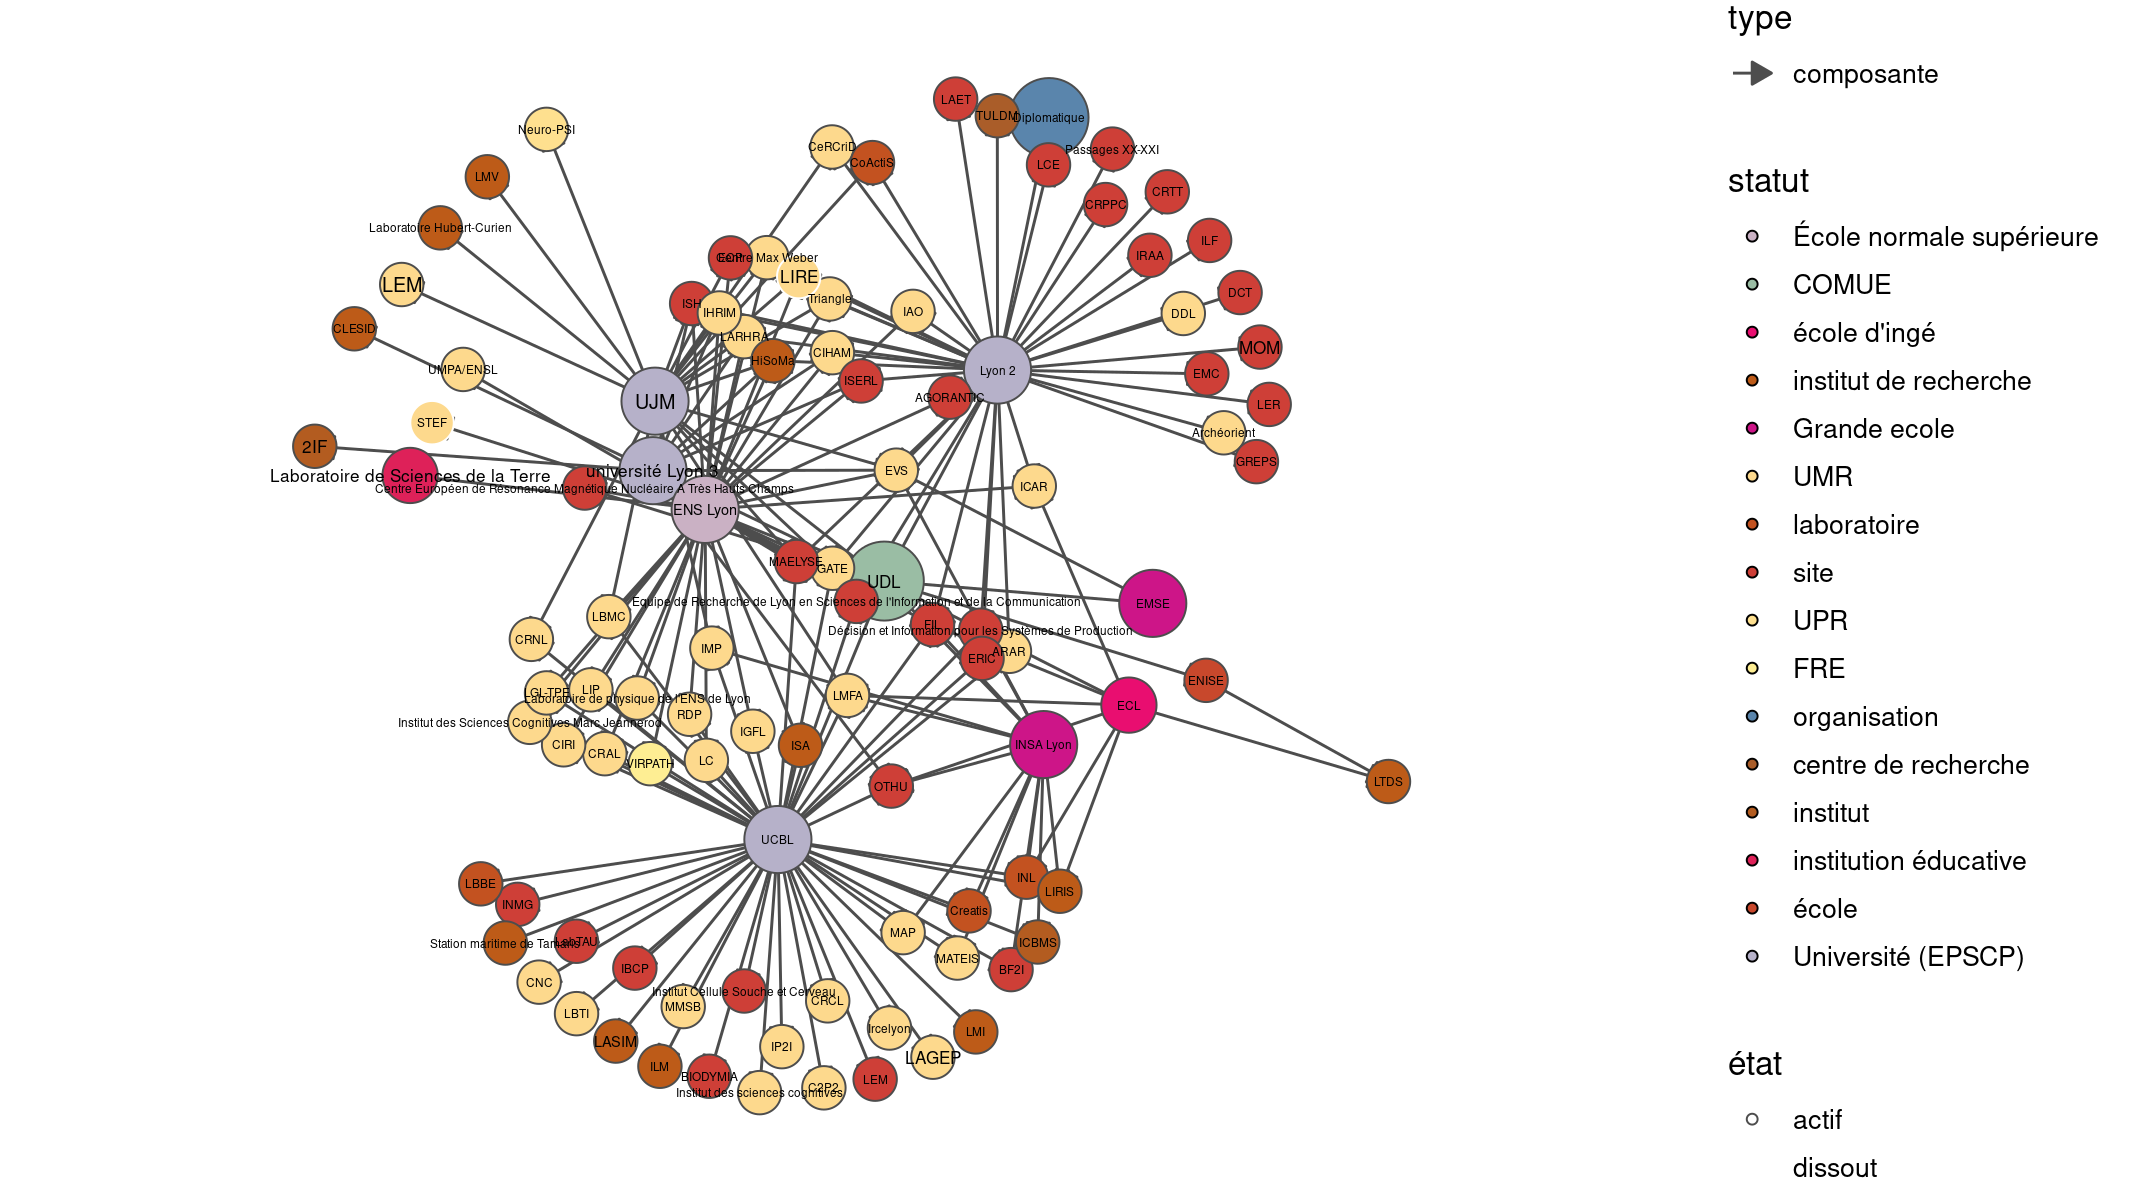 type
composante
statut
École normale supérieure
COMUE
école d'ingé
institut de recherche
Grande ecole
UMR
laboratoire
site
UPR
FRE
organisation
centre de recherche
institut
institution éducative
école
Université (EPSCP)
état
actif
dissout
LAET
TULDM
Diplomatique
Neuro-PSI
CeRCriD
CoActiS
LCE
Passages XX-XXI
LMV
CRPPC
CRTT
Laboratoire Hubert-Curien
ILF
IRAA
Centre Max Weber
LIRE
LEM
ISH
IHRIM
Triangle
IAO
DCT
DDL
CLESID
LARHRA
CIHAM
HiSoMa
MOM
UMPA/ENSL
ISERL
Lyon 2
EMC
UJM
AGORANTIC
LER
STEF
Archéorient
2IF
GREPS
Laboratoire de Sciences de la Terre
université Lyon 3
EVS
ICAR
Centre Européen de Résonance Magnétique Nucléaire A Très Hauts Champs
ENS Lyon
MAELYSE
GATE
UDL
Equipe de Recherche de Lyon en Sciences de l'Information et de la Communication
EMSE
LBMC
Décision et Information pour les Systèmes de Production
CRNL
IMP
ERIC
ARAR
ENISE
LGL-TPE
LIP
Laboratoire de physique de l'ENS de Lyon
LMFA
ECL
RDP
Institut des Sciences Cognitives Marc Jeannerod
IGFL
CIRI
CRAL
VIRPATH
LC
ISA
INSA Lyon
OTHU
LTDS
UCBL
LBBE
INMG
INL
LIRIS
Creatis
Station maritime de Tamaris
LabTAU
MAP
ICBMS
MATEIS
IBCP
BF2I
CNC
Institut Cellule Souche et Cerveau
MMSB
CRCL
LBTI
Ircelyon
LMI
LASIM
IP2I
LAGEP
ILM
BIODYMIA
LEM
Institut des sciences cognitives
C2P2